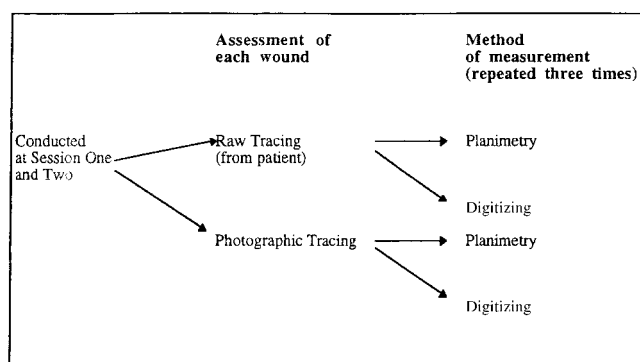 Assessment of
each wound
Method
of measurement
(repeated three times)
Conducted
at Session One
and Two
Raw Tracing
(from patient)
Planimetry
Digitizing
Photographic Tracing
Planimetry
Digitizing